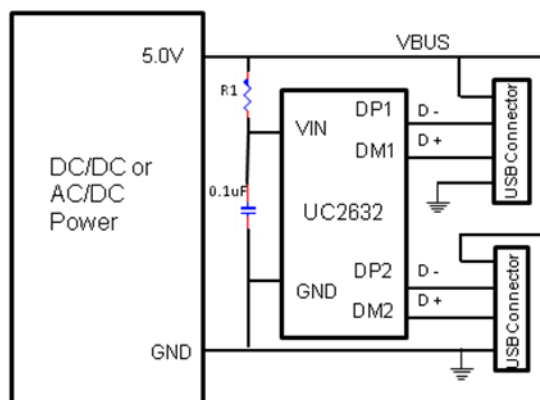 VBUS
5.0V
R1
DP1
D -
VIN
DM1
D +
USB Connector
DC/DC or
AC/DC
Power
0.1uF
UC2632
DP2
D -
GND
DM2
D +
USB Connector
GND